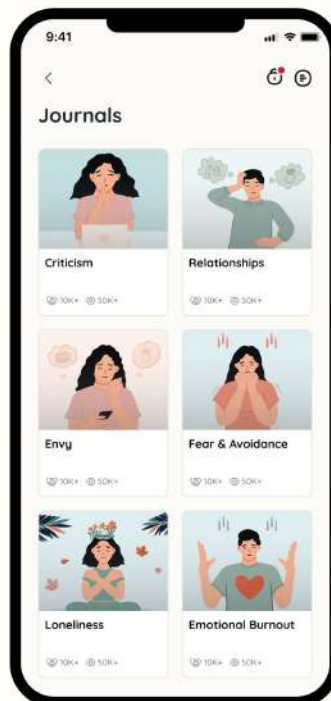 9:41
Journals
Criticism
Relationships
10K+ 50K+
10K+ 50K+
Envy
Fear & Avoidance
10K+ 50K+
10K+ 50K+
Loneliness
Emotional Burnout
10K+ 50K+
10K+ 50K+